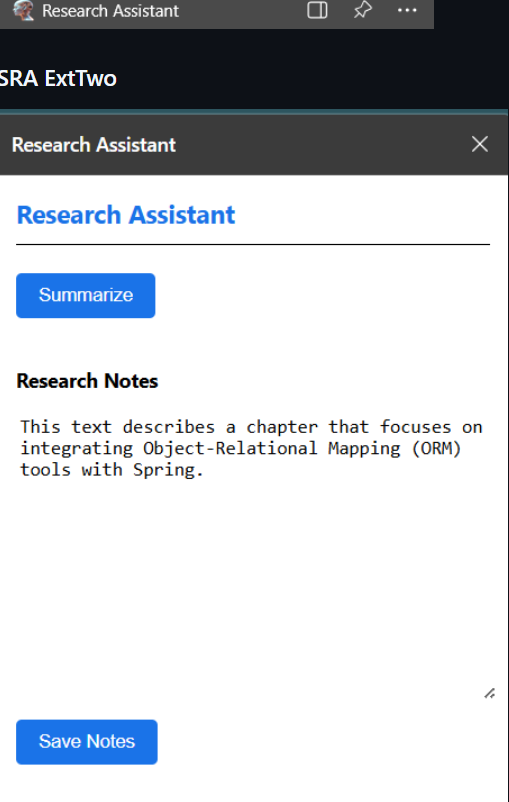 Research Assistant
SRA ExtTwo
Research Assistant
Research Assistant
Summarize
Research Notes
This text describes a chapter that focuses on
integrating Object-Relational Mapping (ORM)
tools with Spring.
Save Notes